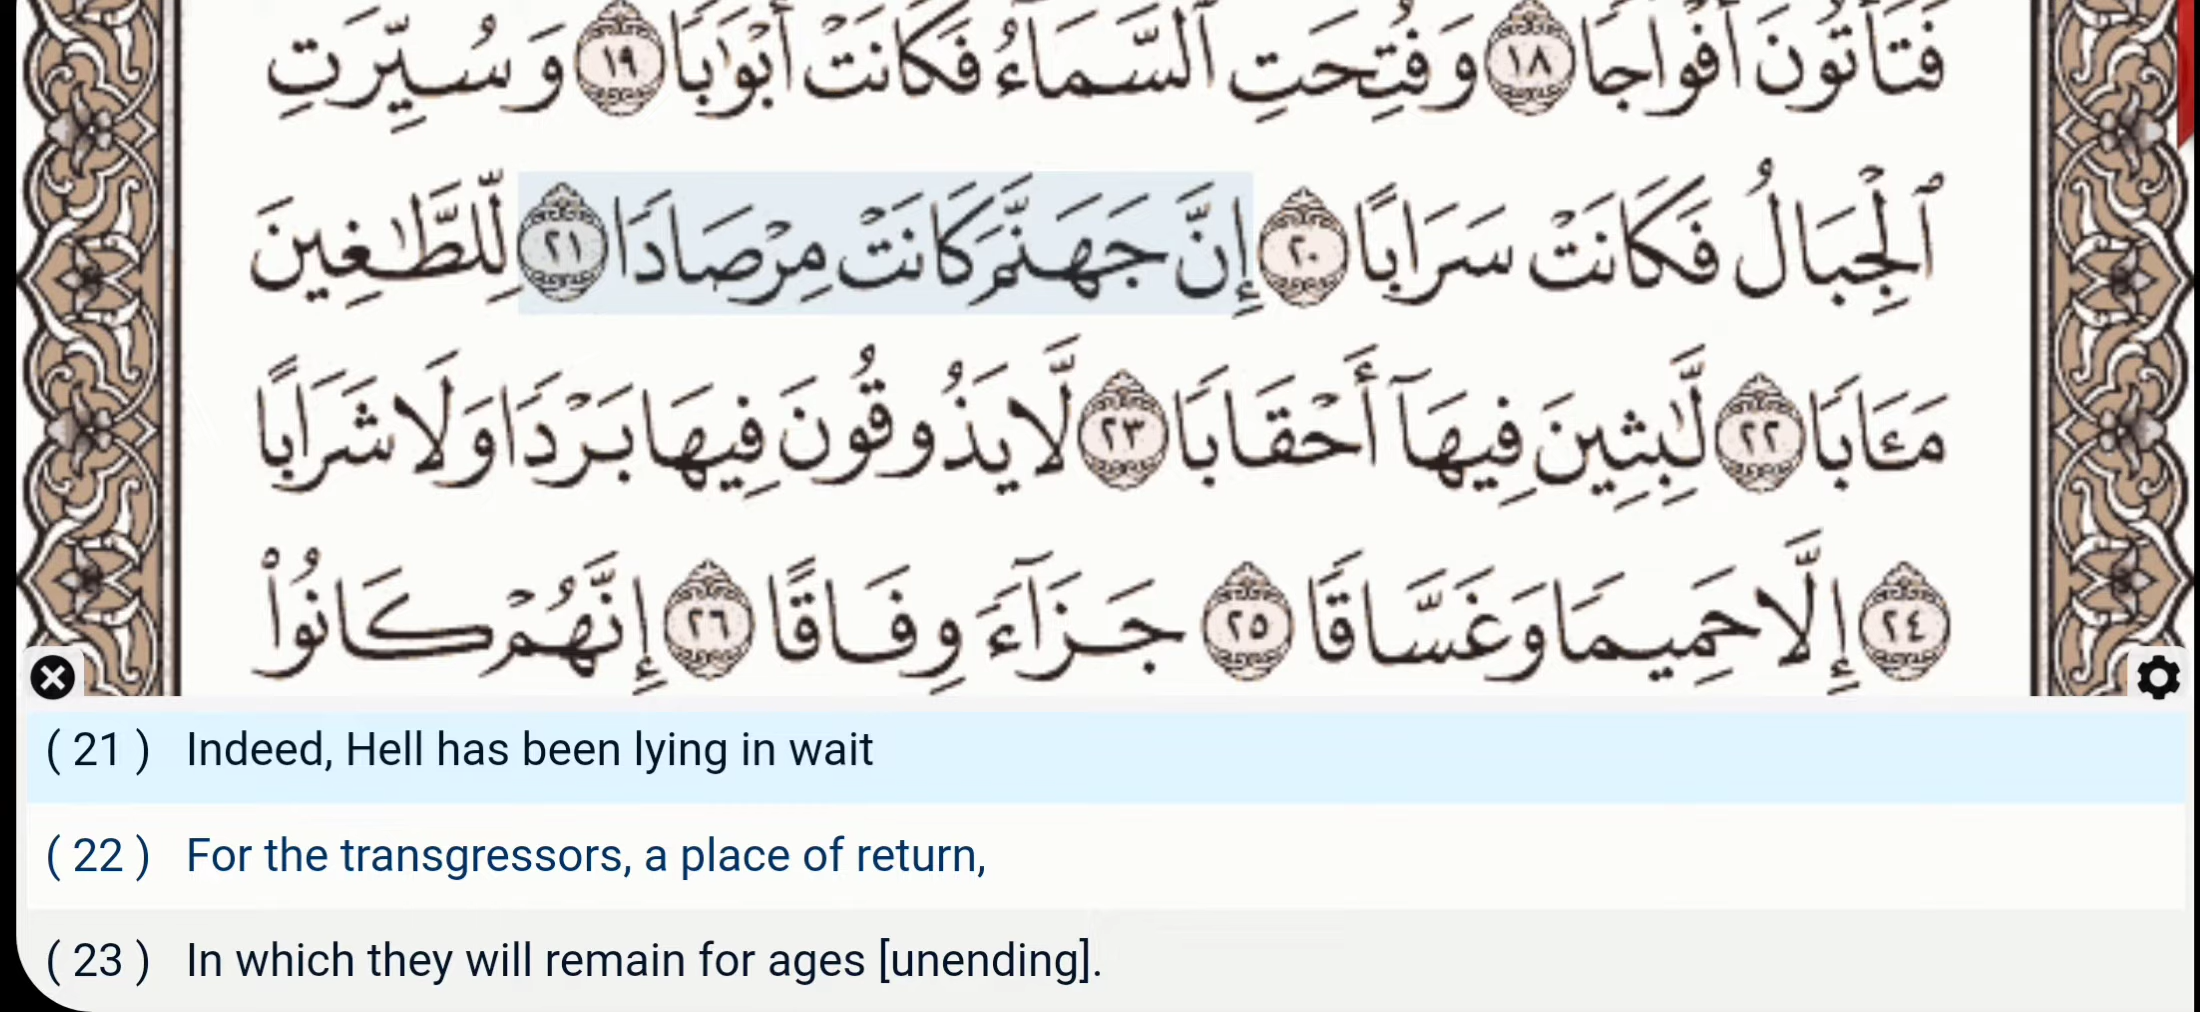 فَتَأْتُونَ أَفْوَاجًا ١٨ وَفُتِحَتِ ٱلسَّمَآءُ فَكَانَتْ أَبْوَٰبًا ١٩ وَسُيِّرَتِ
ٱلْجِبَالُ فَكَانَتْ سَرَابًا ٢٠ إِنَّ جَهَنَّمَ كَانَتْ مِرْصَادًا ٢١ لِّلطَّٰغِينَ
مَـَٔابًا ٢٢ لَّٰبِثِينَ فِيهَآ أَحْقَابًا ٢٣ لَّا يَذُوقُونَ فِيهَا بَرْدًا وَلَا شَرَابًا
٢٤ إِلَّا حَمِيمًا وَغَسَّاقًا ٢٥ جَزَآءً وِفَاقًا ٢٦ إِنَّهُمْ كَانُوا۟
( 21 ) Indeed, Hell has been lying in wait
( 22 ) For the transgressors, a place of return,
( 23 ) In which they will remain for ages [unending].